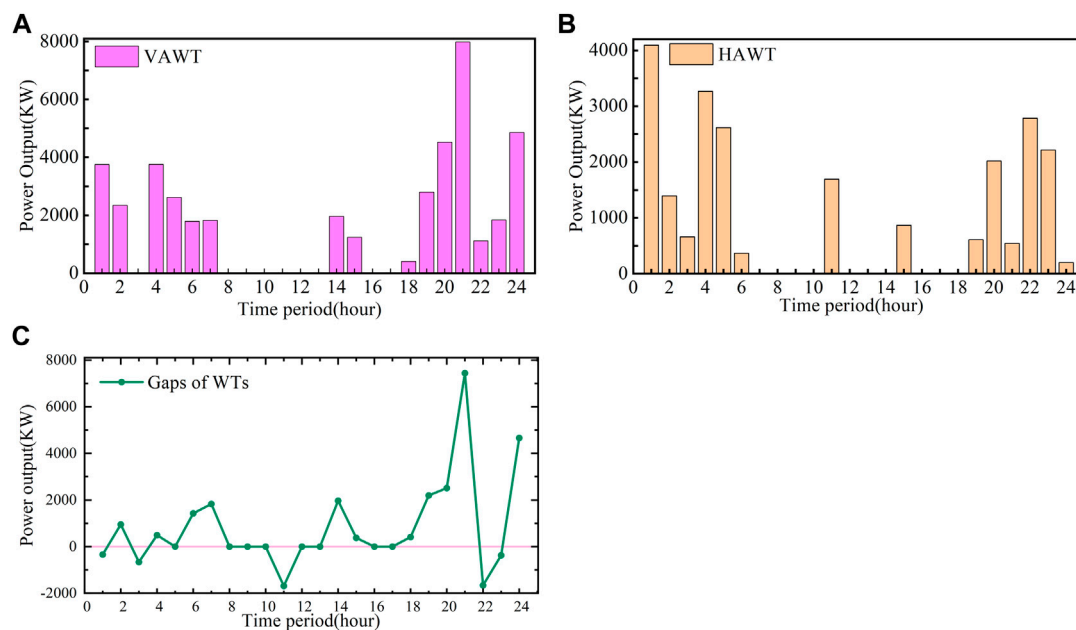 A
8000
6000
4000
2000
0
Power Output(KW)
VAWT
0 2 4 6 8 10 12 14 16 18 20 22 24
Time period(hour)
B
4000
3000
2000
1000
0
Power Output(KW)
HAWT
0 2 4 6 8 10 12 14 16 18 20 22 24
Time period(hour)
C
8000
6000
4000
2000
0
-2000
Power output(KW)
Gaps of WTs
0 2 4 6 8 10 12 14 16 18 20 22 24
Time period(hour)